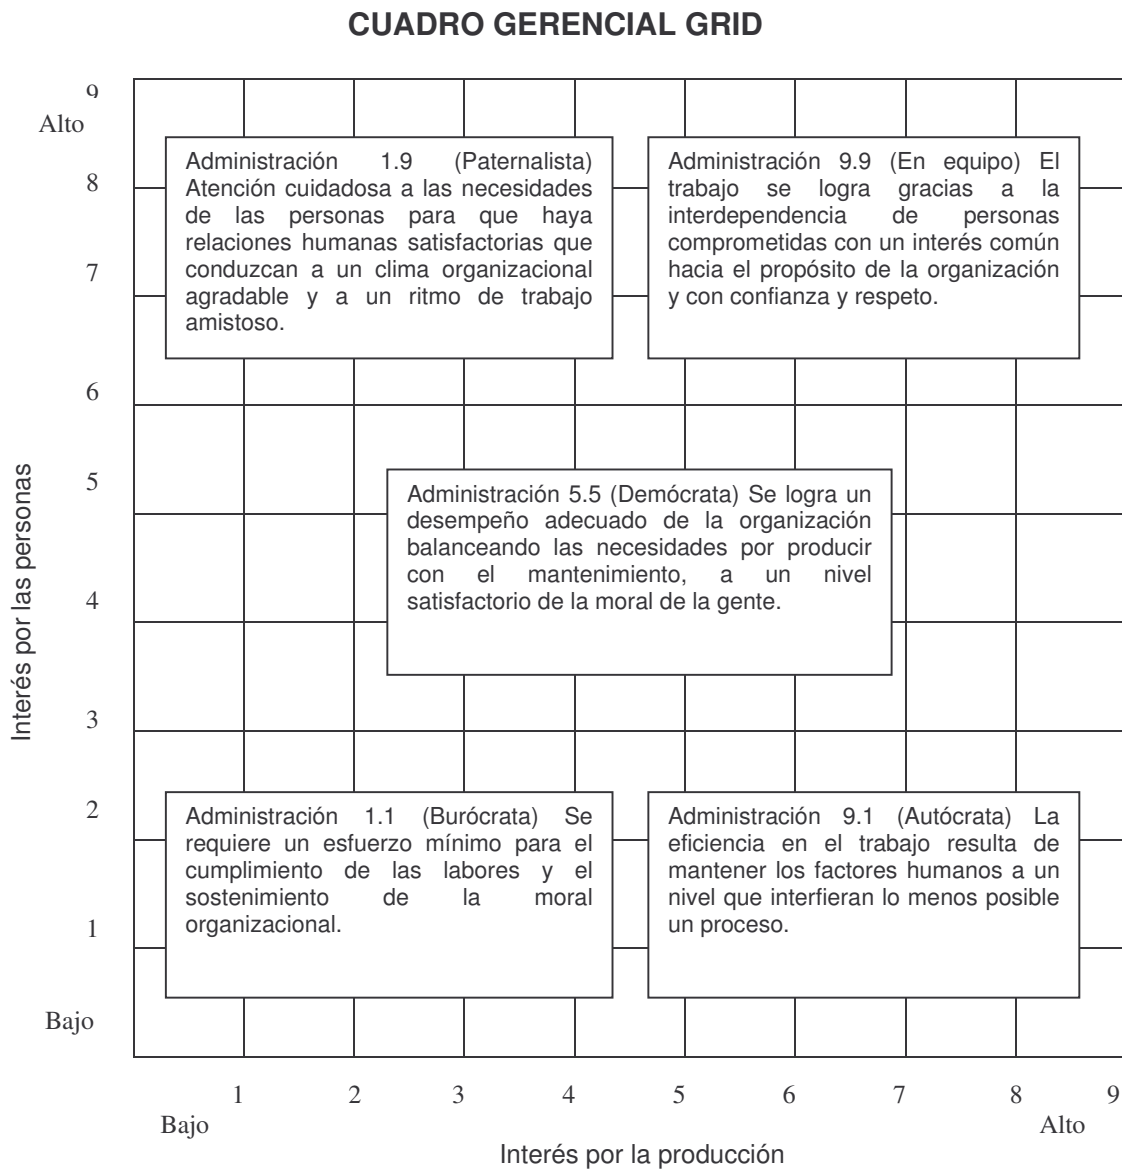 CUADRO GERENCIAL GRID
9
Alto
Administración 1.9 (Paternalista)
Atención cuidadosa a las necesidades
de las personas para que haya
relaciones humanas satisfactorias que
conduzcan a un clima organizacional
agradable y a un ritmo de trabajo
amistoso.
Administración 9.9 (En equipo) El
trabajo se logra gracias a la
interdependencia de personas
comprometidas con un interés común
hacia el propósito de la organización
y con confianza y respeto.
8
7
6
5
4
3
2
1
Bajo
Interés por las personas
Administración 5.5 (Demócrata) Se logra un
desempeño adecuado de la organización
balanceando las necesidades por producir
con el mantenimiento, a un nivel
satisfactorio de la moral de la gente.
Administración 1.1 (Burócrata) Se
requiere un esfuerzo mínimo para el
cumplimiento de las labores y el
sostenimiento de la moral
organizacional.
Administración 9.1 (Autócrata) La
eficiencia en el trabajo resulta de
mantener los factores humanos a un
nivel que interfieran lo menos posible
un proceso.
1 2 3 4 5 6 7 8 9
Bajo Alto
Interés por la producción